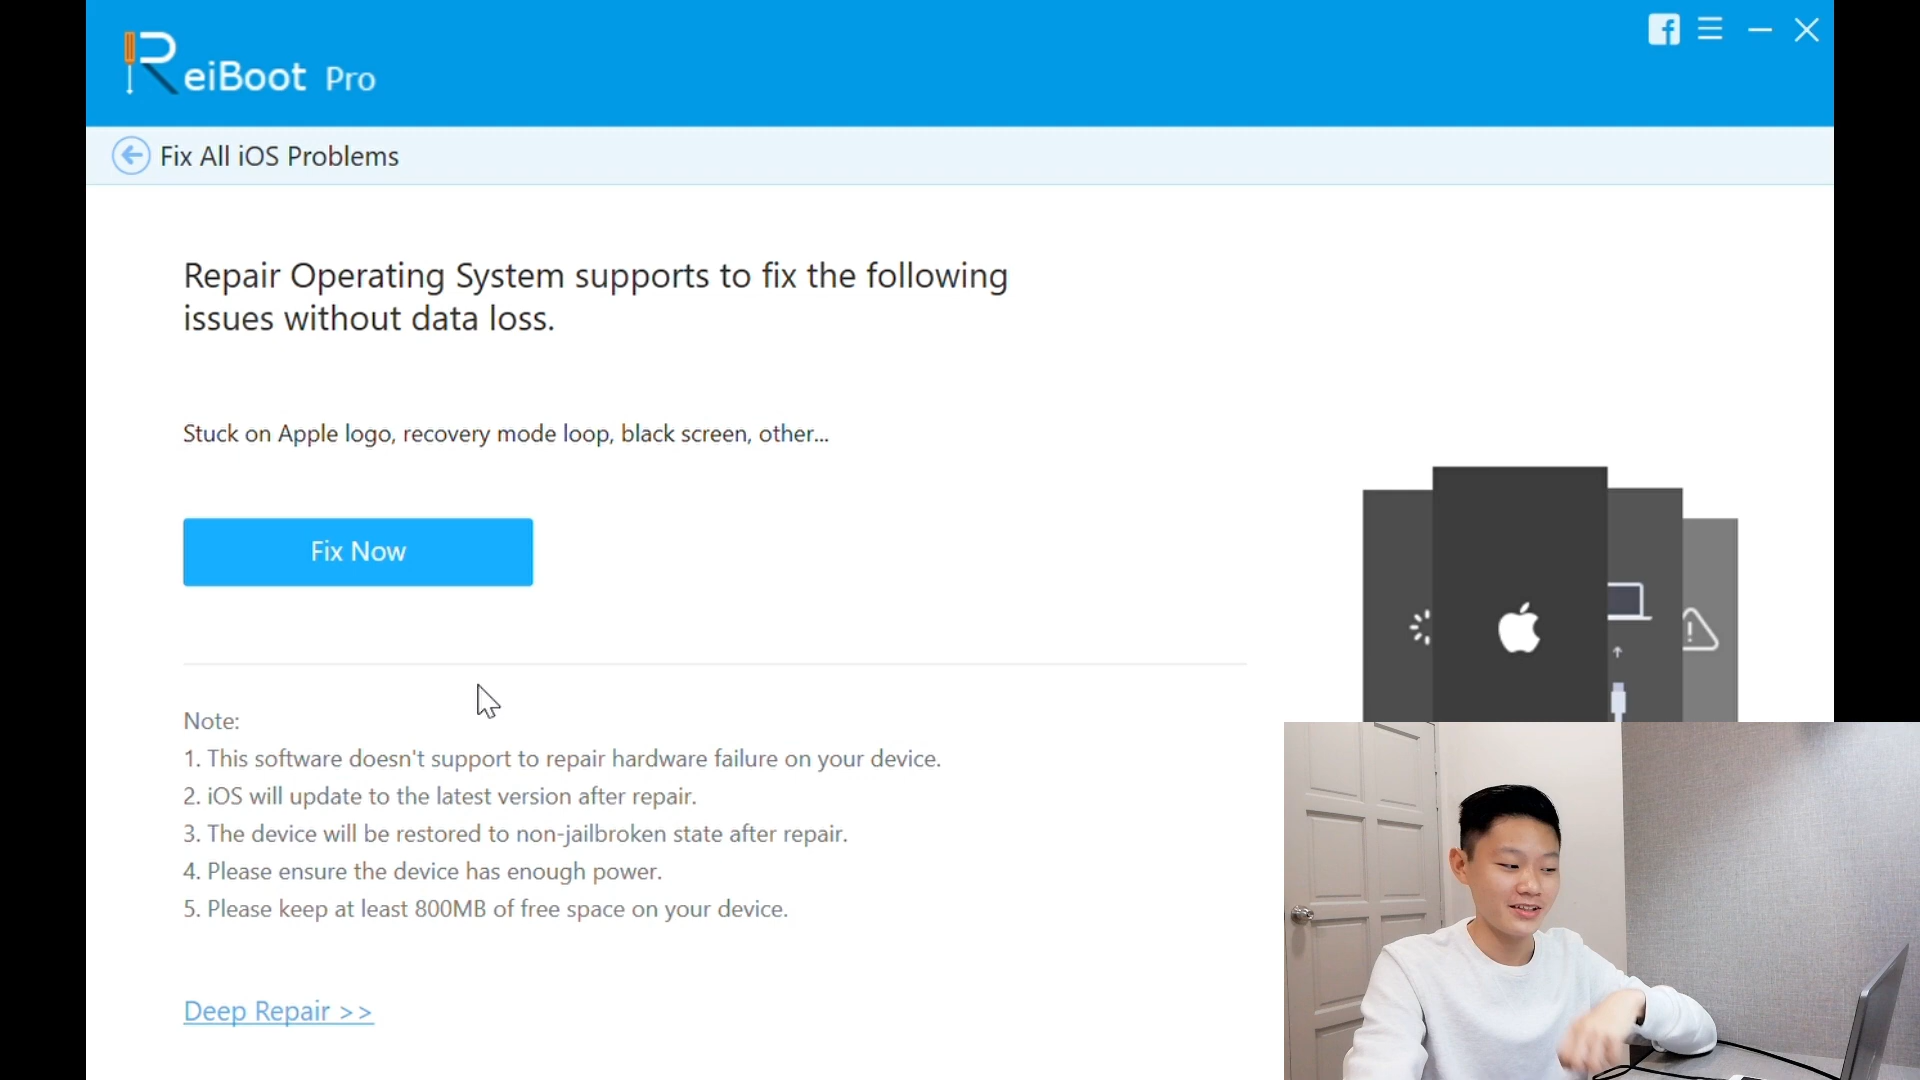 ReiBoot Pro
Fix All iOS Problems
Repair Operating System supports to fix the following
issues without data loss.
Stuck on Apple logo, recovery mode loop, black screen, other...
Fix Now
Note:
1. This software doesn't support to repair hardware failure on your device.
2. iOS will update to the latest version after repair.
3. The device will be restored to non-jailbroken state after repair.
4. Please ensure the device has enough power.
5. Please keep at least 800MB of free space on your device.
Deep Repair >>